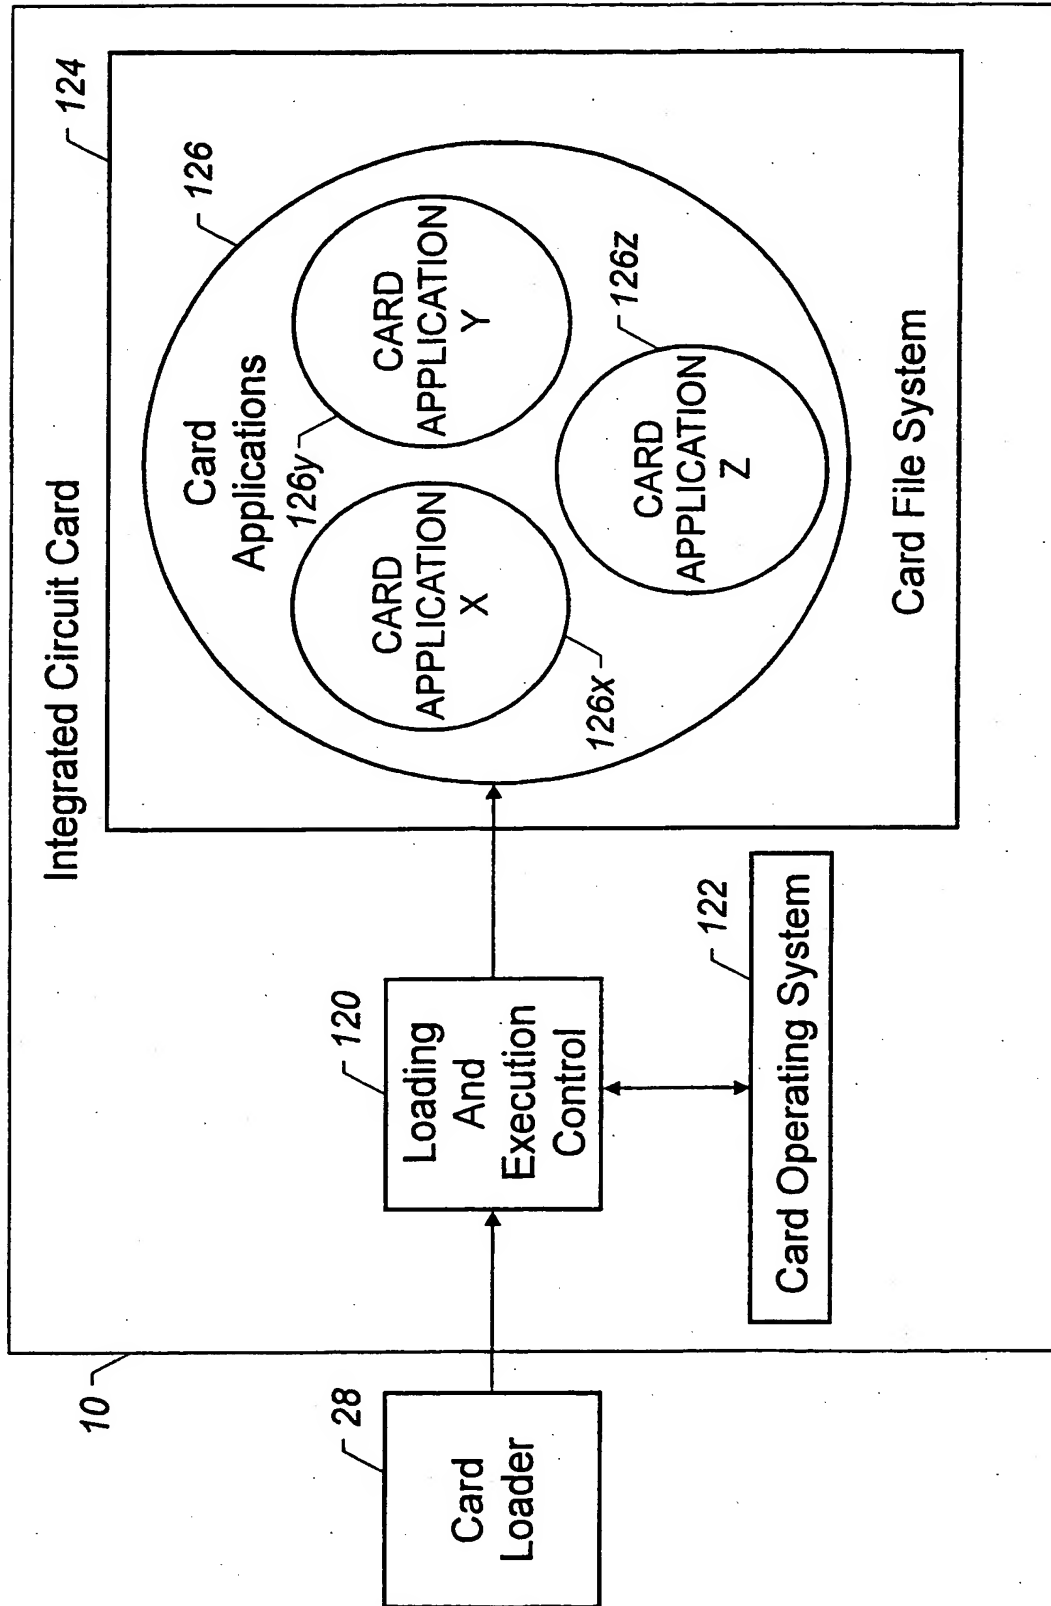 Integrated Circuit Card
124
126
Card
Applications
126y
CARD
APPLICATION
X
CARD
APPLICATION
Y
126x
126z
CARD
APPLICATION
Z
Card File System
10
28
Card
Loader
120
Loading
And
Execution
Control
122
Card Operating System